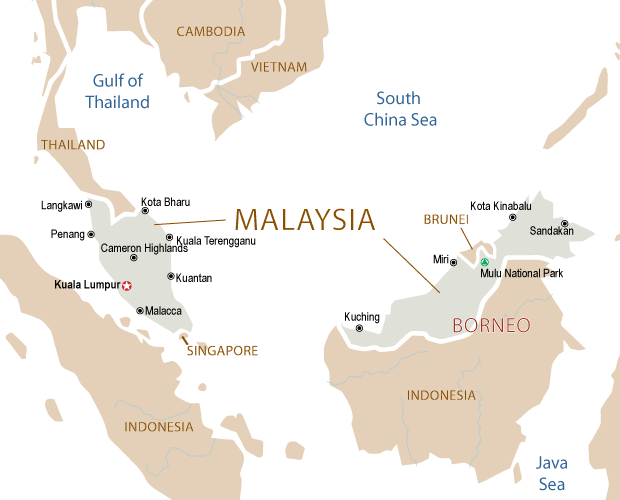 CAMBODIA
VIETNAM
Gulf of
Thailand
South
China Sea
THAILAND
Langkawi
Kota Bharu
Kota Kinabalu
MALAYSIA
BRUNEI
Sandakan
Penang
Kuala Terengganu
Cameron Highlands
Miri
Mulu National Park
Kuantan
Kuala Lumpur
Malacca
Kuching
BORNEO
SINGAPORE
INDONESIA
INDONESIA
Java
Sea